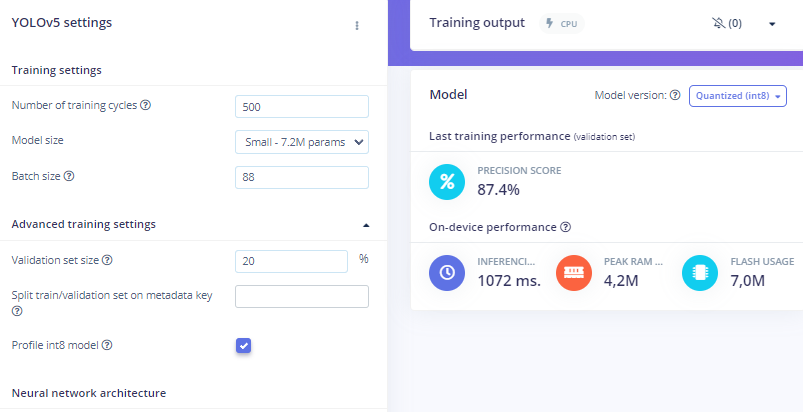 YOLOv5 settings
Training settings
Number of training cycles
500
Model size
Small - 7.2M params
Batch size
88
Advanced training settings
Validation set size
20
%
Split train/validation set on metadata key
Profile int8 model
Neural network architecture
Training output
CPU
(0)
Model
Model version:
Quantized (int8)
Last training performance (validation set)
%
PRECISION SCORE
87.4%
On-device performance
INFERENCI...
1072 ms.
PEAK RAM ...
4,2M
FLASH USAGE
7,0M